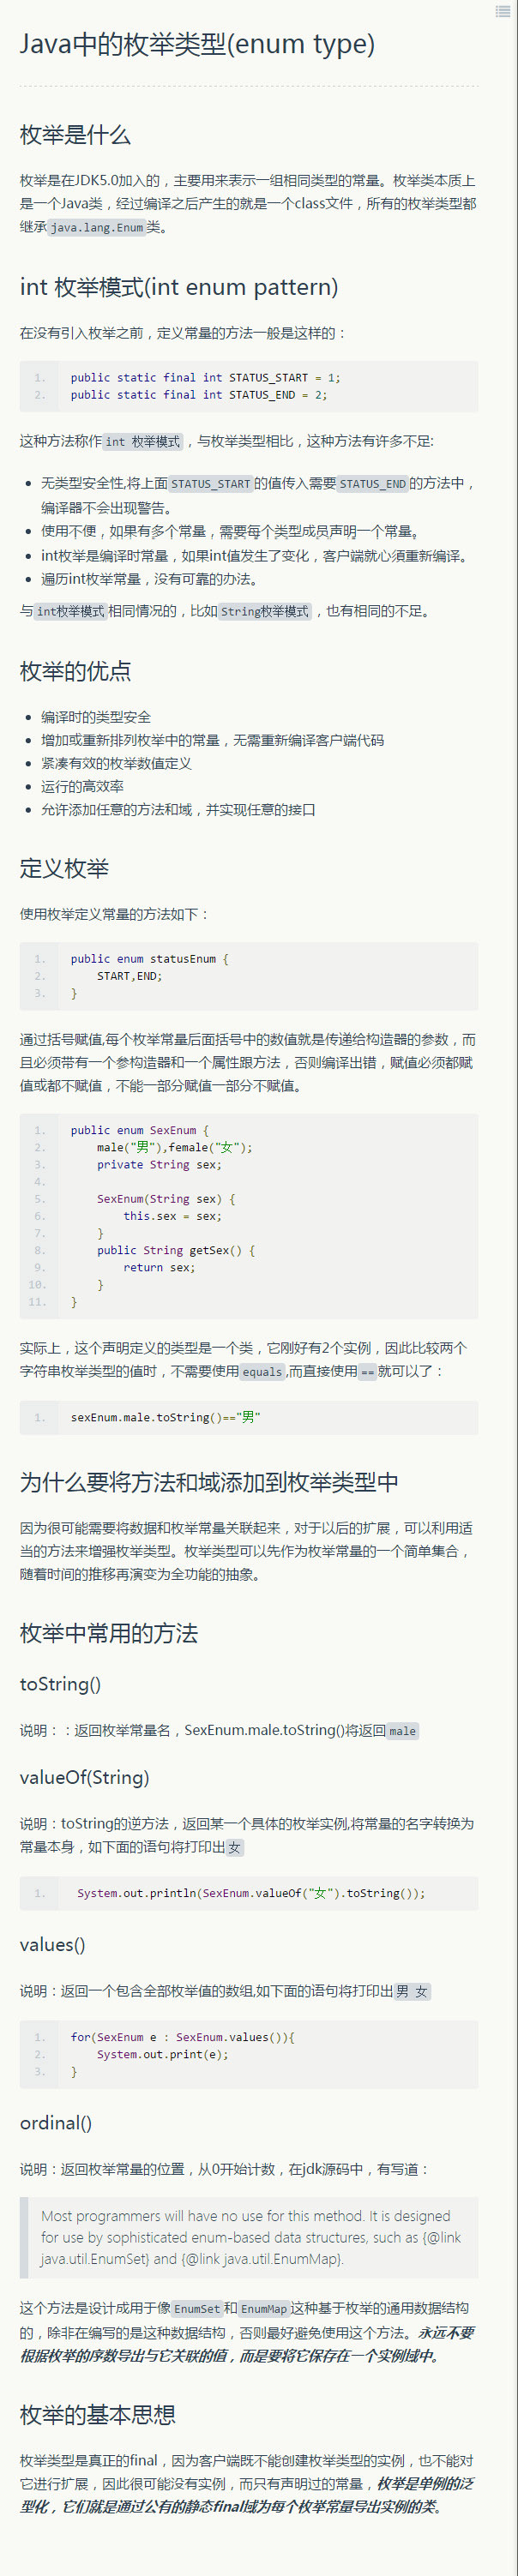 Java中的枚举类型(enum type)
枚举是什么
枚举是在JDK5.0加入的，主要用来表示一组相同类型的常量。枚举类本质上
是一个Java类，经过编译之后产生的就是一个class文件，所有的枚举类型都
继承java.lang.Enum类。
int 枚举模式(int enum pattern)
在没有引入枚举之前，定义常量的方法一般是这样的：
1. public static final int STATUS_START = 1;
2. public static final int STATUS_END = 2;
这种方法称作int 枚举模式，与枚举类型相比，这种方法有许多不足:
• 无类型安全性,将上面STATUS_START的值传入需要STATUS_END的方法中，
编译器不会出现警告。
• 使用不便，如果有多个常量，需要每个类型成员声明一个常量。
• int枚举是编译时常量，如果int值发生了变化，客户端就心须重新编译。
• 遍历int枚举常量，没有可靠的办法。
与int枚举模式相同情况的，比如String枚举模式，也有相同的不足。
枚举的优点
• 编译时的类型安全
• 增加或重新排列枚举中的常量，无需重新编译客户端代码
• 紧凑有效的枚举数值定义
• 运行的高效率
• 允许添加任意的方法和域，并实现任意的接口
定义枚举
使用枚举定义常量的方法如下：
1. public enum statusEnum {
2. START,END;
3. }
通过括号赋值,每个枚举常量后面括号中的数值就是传递给构造器的参数，而
且必须带有一个参构造器和一个属性跟方法，否则编译出错，赋值必须都赋
值或都不赋值，不能一部分赋值一部分不赋值。
1. public enum SexEnum {
2. male("男"),female("女");
3. private String sex;
4.
5. SexEnum(String sex) {
6. this.sex = sex;
7. }
8. public String getSex() {
9. return sex;
10. }
11. }
实际上，这个声明定义的类型是一个类，它刚好有2个实例，因此比较两个
字符串枚举类型的值时，不需要使用equals,而直接使用==就可以了：
1. sexEnum.male.toString()=="男"
为什么要将方法和域添加到枚举类型中
因为很可能需要将数据和枚举常量关联起来，对于以后的扩展，可以利用适
当的方法来增强枚举类型。枚举类型可以先作为枚举常量的一个简单集合，
随着时间的推移再演变为全功能的抽象。
枚举中常用的方法
toString()
说明：：返回枚举常量名，SexEnum.male.toString()将返回male
valueOf(String)
说明：toString的逆方法，返回某一个具体的枚举实例,将常量的名字转换为
常量本身，如下面的语句将打印出女
1. System.out.println(SexEnum.valueOf("女").toString());
values()
说明：返回一个包含全部枚举值的数组,如下面的语句将打印出男 女
1. for(SexEnum e : SexEnum.values()){
2. System.out.print(e);
3. }
ordinal()
说明：返回枚举常量的位置，从0开始计数，在jdk源码中，有写道：
Most programmers will have no use for this method. It is designed
for use by sophisticated enum-based data structures, such as {@link
java.util.EnumSet} and {@link java.util.EnumMap}.
这个方法是设计成用于像EnumSet和EnumMap这种基于枚举的通用数据结构
的，除非在编写的是这种数据结构，否则最好避免使用这个方法。永远不要
根据枚举的序数导出与它关联的值，而是要将它保存在一个实例域中。
枚举的基本思想
枚举类型是真正的final，因为客户端既不能创建枚举类型的实例，也不能对
它进行扩展，因此很可能没有实例，而只有声明过的常量，枚举是单例的泛
型化，它们就是通过公有的静态final域为每个枚举常量导出实例的类。